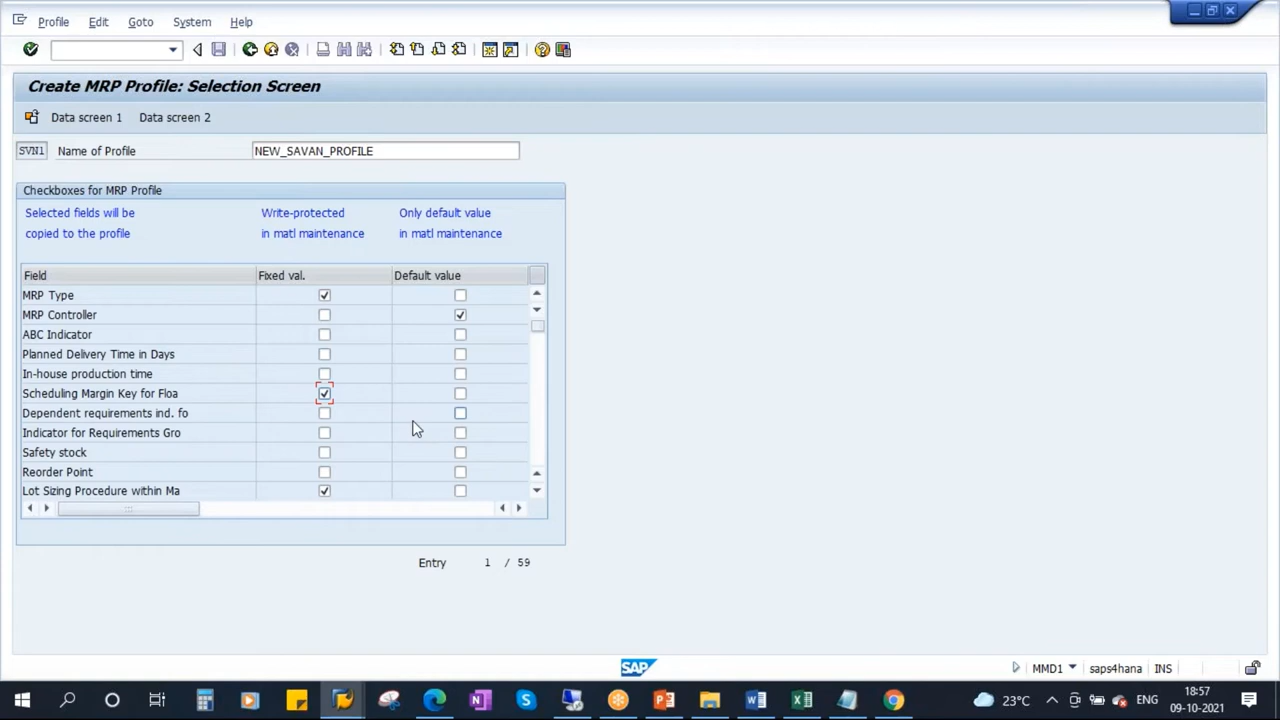 Profile Edit Goto System Help
Create MRP Profile: Selection Screen
Data screen 1 Data screen 2
SVN1 Name of Profile NEW_SAVAN_PROFILE
Checkboxes for MRP Profile
Selected fields will be Write-protected Only default value
copied to the profile in matl maintenance in matl maintenance
Field Fixed val. Default value
MRP Type
MRP Controller
ABC Indicator
Planned Delivery Time in Days
In-house production time
Scheduling Margin Key for Floa
Dependent requirements ind. fo
Indicator for Requirements Gro
Safety stock
Reorder Point
Lot Sizing Procedure within Ma
Entry 1 / 59
SAP MMD1 saps4hana INS
23°C ENG 18:57
09-10-2021